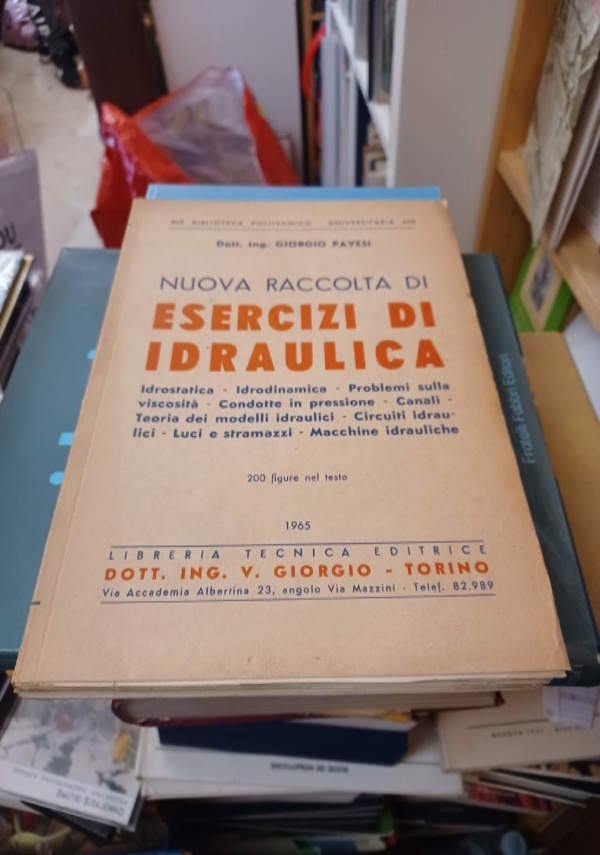 BIBLIOTECA POLITECNICO UNIVERSITARIA
Dott. Ing. GIORGIO PAVESI
NUOVA RACCOLTA DI
ESERCIZI DI
IDRAULICA
Idrostatica - Idrodinamica - Problemi sulla
viscosità - Condotte in pressione - Canali -
Teoria dei modelli idraulici - Circuiti idrau-
lici - Luci e stramazzi - Macchine idrauliche
200 figure nel testo
1965
LIBRERIA TECNICA EDITRICE
DOTT. ING. V. GIORGIO - TORINO
Via Accademia Albertina 23, angolo Via Mazzini - Telef. 82.989
Fratelli Fabbri Editori
ENCICLOPEDIA DEI